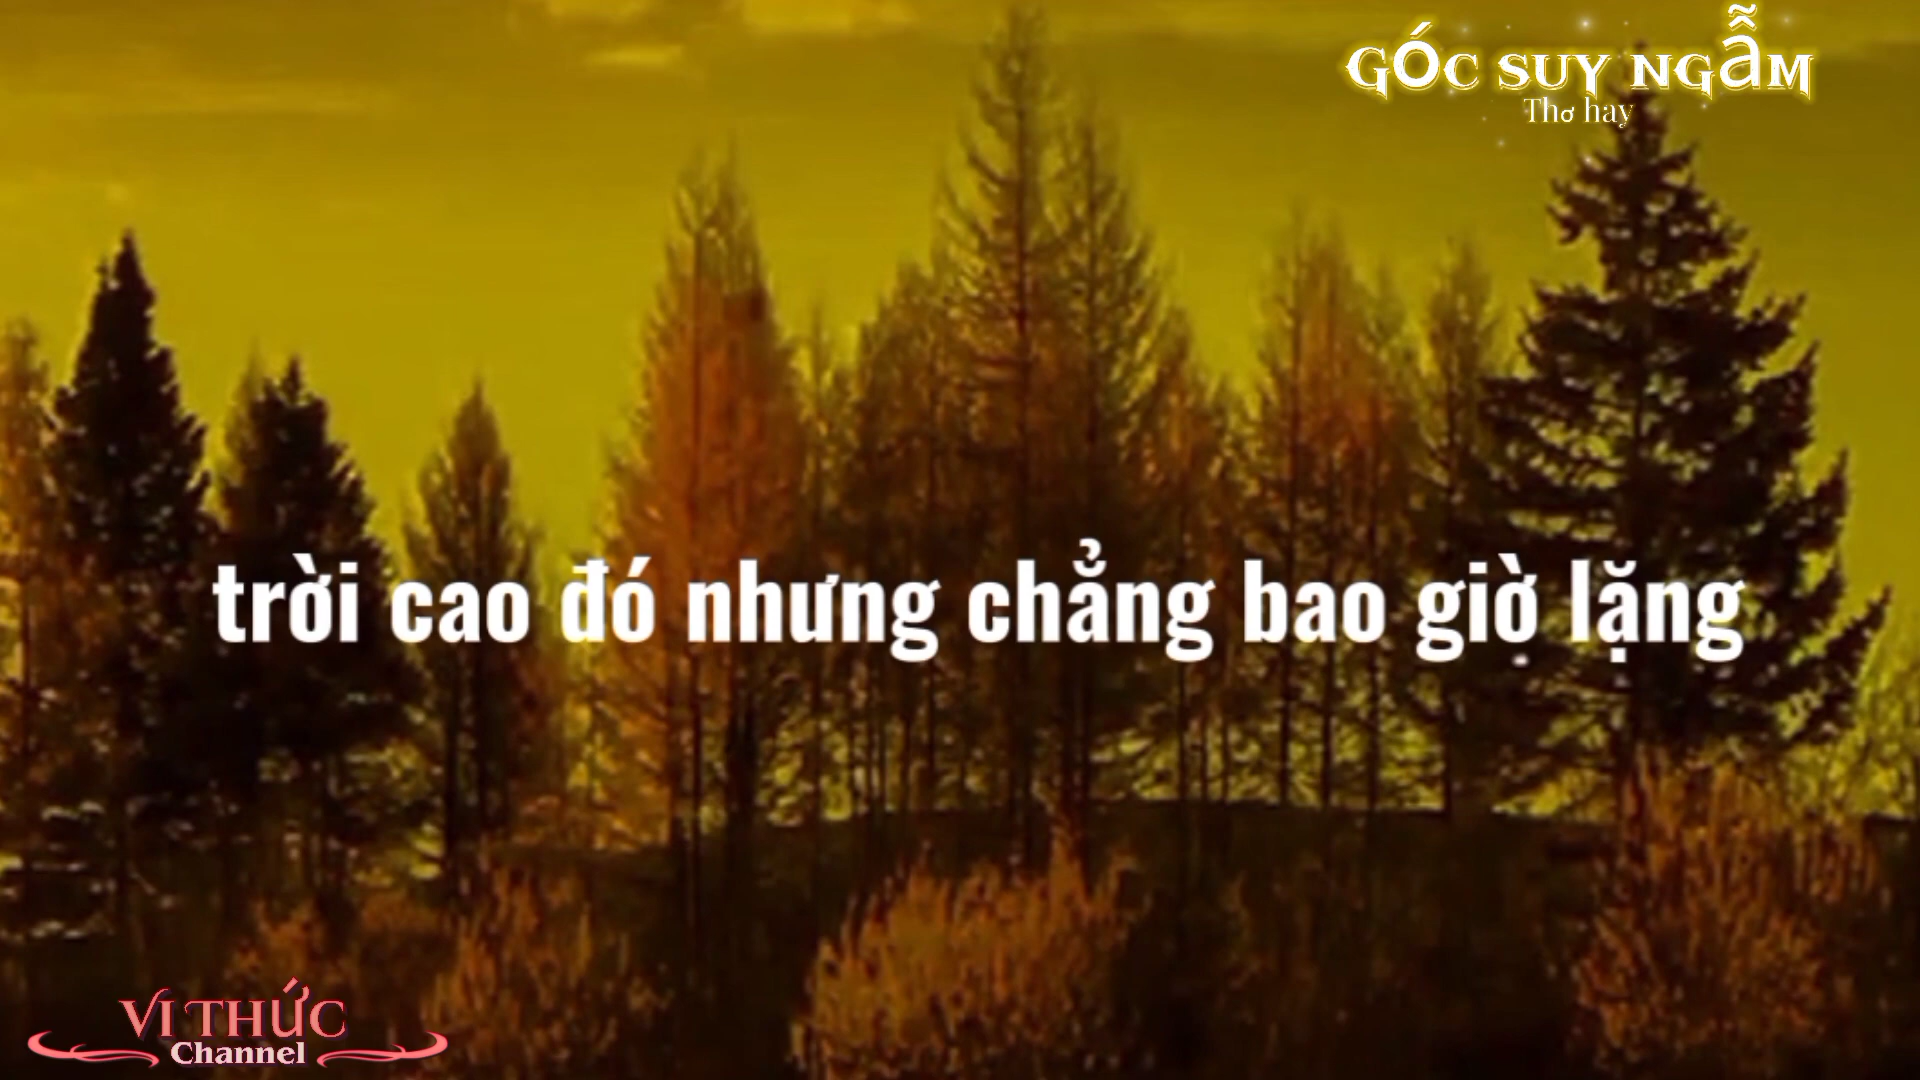 GÓC SUY NGẪM
Thơ hay
trời cao đó nhưng chẳng bao giờ lặng
VI THỨC
Channel